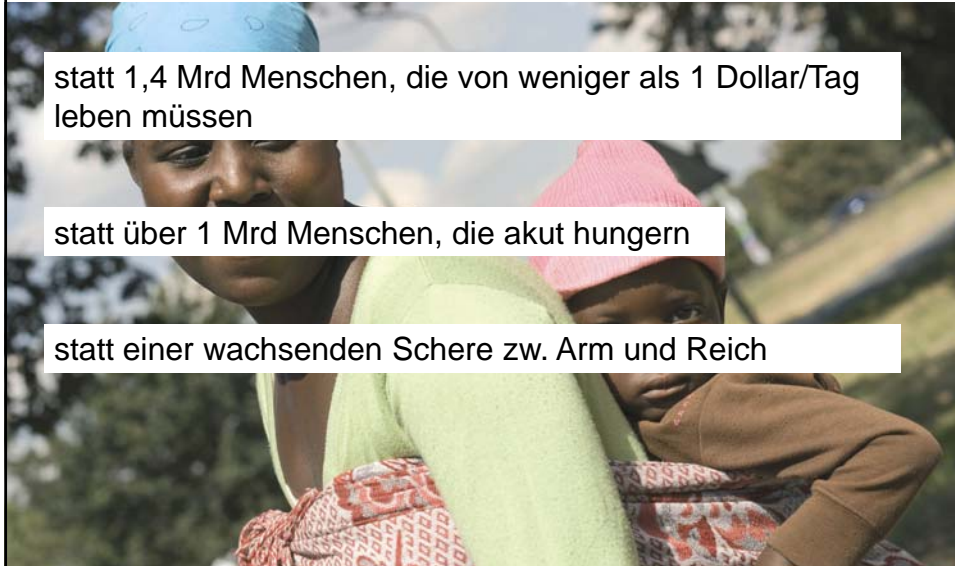 statt 1,4 Mrd Menschen, die von weniger als 1 Dollar/Tag
leben müssen
statt über 1 Mrd Menschen, die akut hungern
statt einer wachsenden Schere zw. Arm und Reich